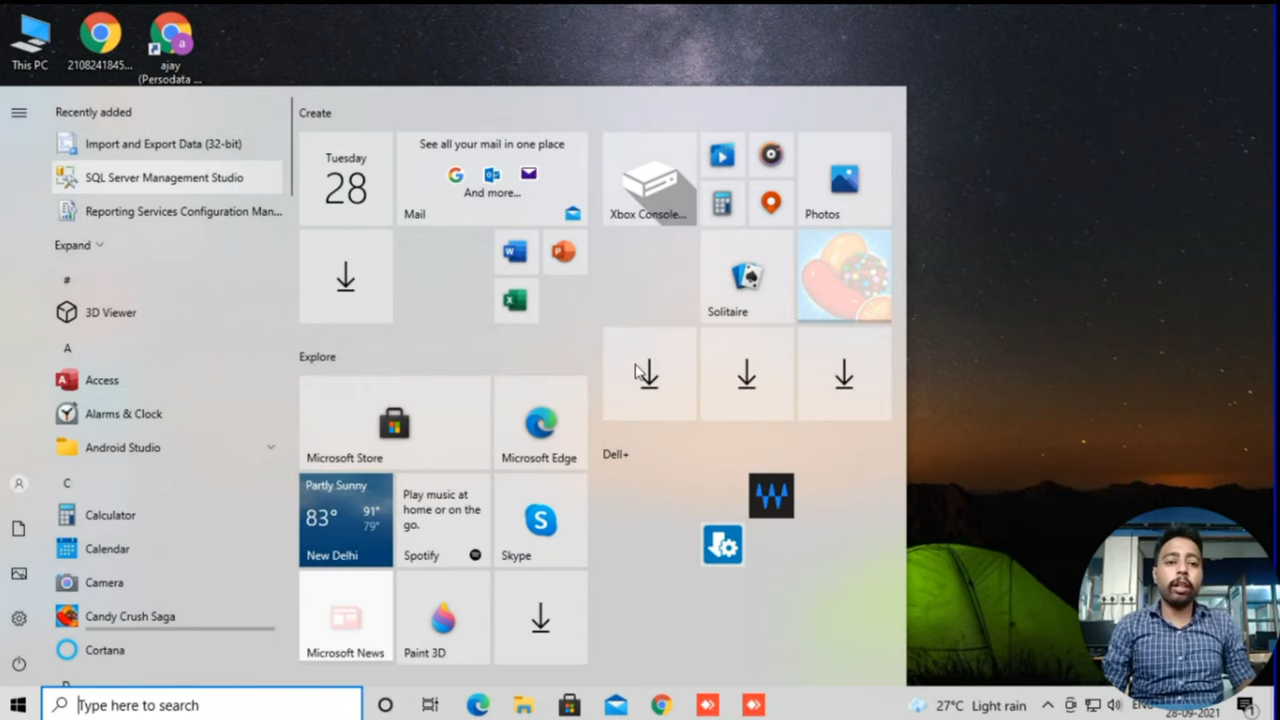 This PC
2108241845...
ajay
(Persodata ...
a
Recently added
Import and Export Data (32-bit)
SQL Server Management Studio
Reporting Services Configuration Man...
Expand
#
3D Viewer
A
Access
Alarms & Clock
Android Studio
C
Calculator
Calendar
Camera
Candy Crush Saga
Cortana
Create
Tuesday
28
See all your mail in one place
And more...
Mail
Xbox Console...
Photos
Solitaire
Explore
Microsoft Store
Microsoft Edge
Partly Sunny
83°
91°
79°
New Delhi
Play music at
home or on the
go.
Spotify
Skype
Microsoft News
Paint 3D
Dell+
Type here to search
27°C Light rain
28-09-2021
1